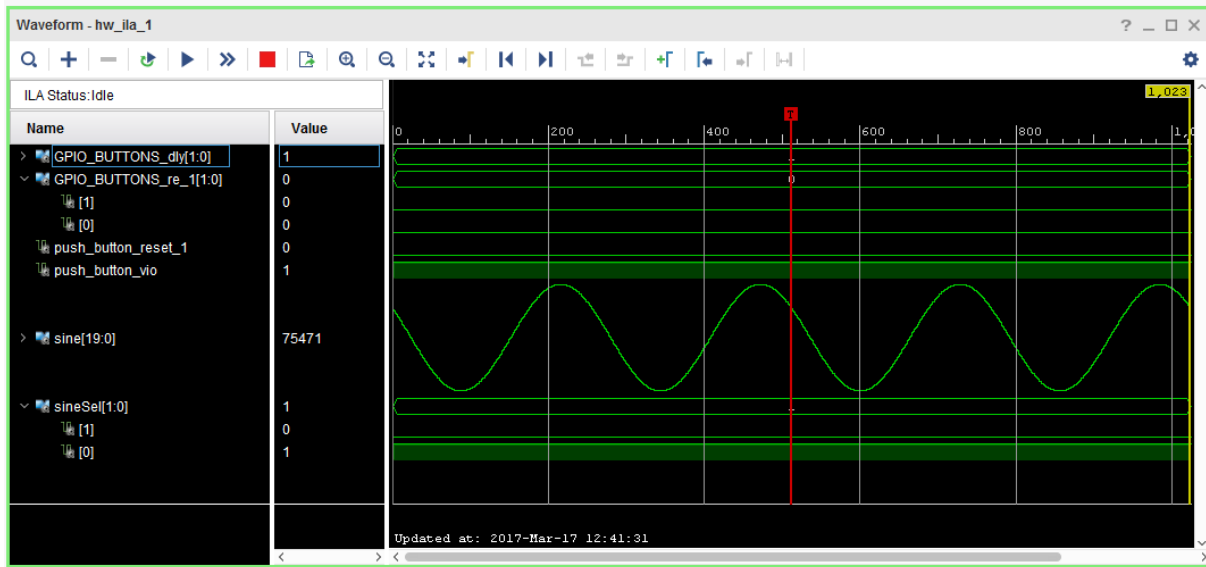 Waveform - hw_ila_1
ILA Status:Idle
1,023
Name Value
T
0 200 400 600 800
GPIO_BUTTONS_dly[1:0] 1
GPIO_BUTTONS_re_1[1:0] 0 0
[1] 0
[0] 0
push_button_reset_1 0
push_button_vio 1
sine[19:0] 75471
sineSel[1:0] 1
[1] 0
[0] 1
Updated at: 2017-Mar-17 12:41:31